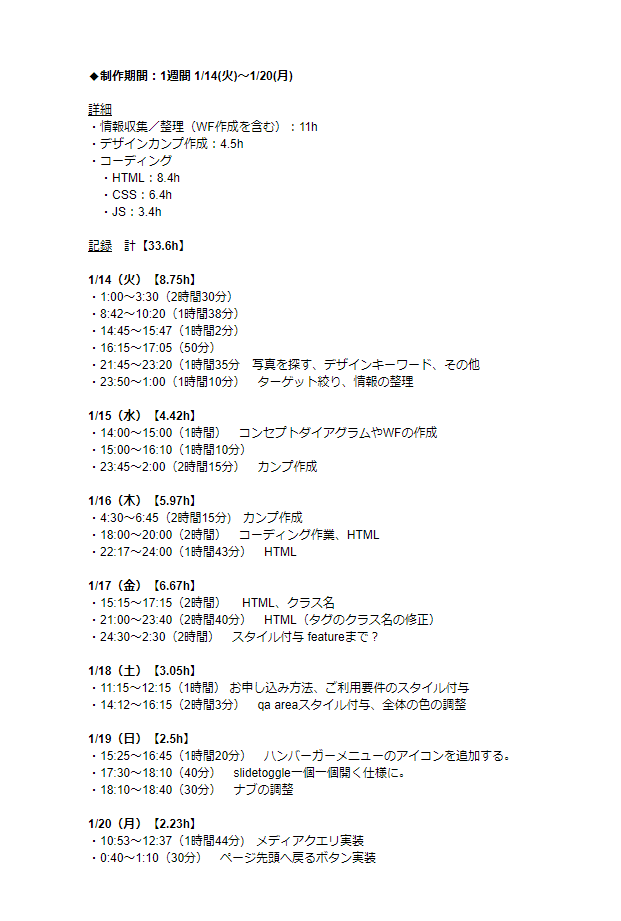 ◆制作期間：1週間 1/14(火)～1/20(月)
詳細
・情報収集／整理（WF作成を含む）：11h
・デザインカンプ作成：4.5h
・コーディング
・HTML：8.4h
・CSS：6.4h
・JS：3.4h
記録　計【33.6h】
1/14（火）【8.75h】
・1:00～3:30（2時間30分）
・8:42～10:20（1時間38分）
・14:45～15:47（1時間2分）
・16:15～17:05（50分）
・21:45～23:20（1時間35分　写真を探す、デザインキーワード、その他
・23:50～1:00（1時間10分）　ターゲット絞り、情報の整理
1/15（水）【4.42h】
・14:00～15:00（1時間）　コンセプトダイアグラムやWFの作成
・15:00～16:10（1時間10分）
・23:45～2:00（2時間15分）　カンプ作成
1/16（木）【5.97h】
・4:30～6:45（2時間15分)　カンプ作成
・18:00～20:00（2時間）　コーディング作業、HTML
・22:17～24:00（1時間43分）　HTML
1/17（金）【6.67h】
・15:15～17:15（2時間）　HTML、クラス名
・21:00～23:40（2時間40分）　HTML（タグのクラス名の修正）
・24:30～2:30（2時間）　スタイル付与 featureまで？
1/18（土）【3.05h】
・11:15～12:15（1時間） お申し込み方法、ご利用要件のスタイル付与
・14:12～16:15（2時間3分）　qa areaスタイル付与、全体の色の調整
1/19（日）【2.5h】
・15:25～16:45（1時間20分）　ハンバーガーメニューのアイコンを追加する。
・17:30～18:10（40分）　slidetoggle一個一個開く仕様に。
・18:10～18:40（30分）　ナブの調整
1/20（月）【2.23h】
・10:53～12:37（1時間44分)　メディアクエリ実装
・0:40～1:10（30分）　ページ先頭へ戻るボタン実装